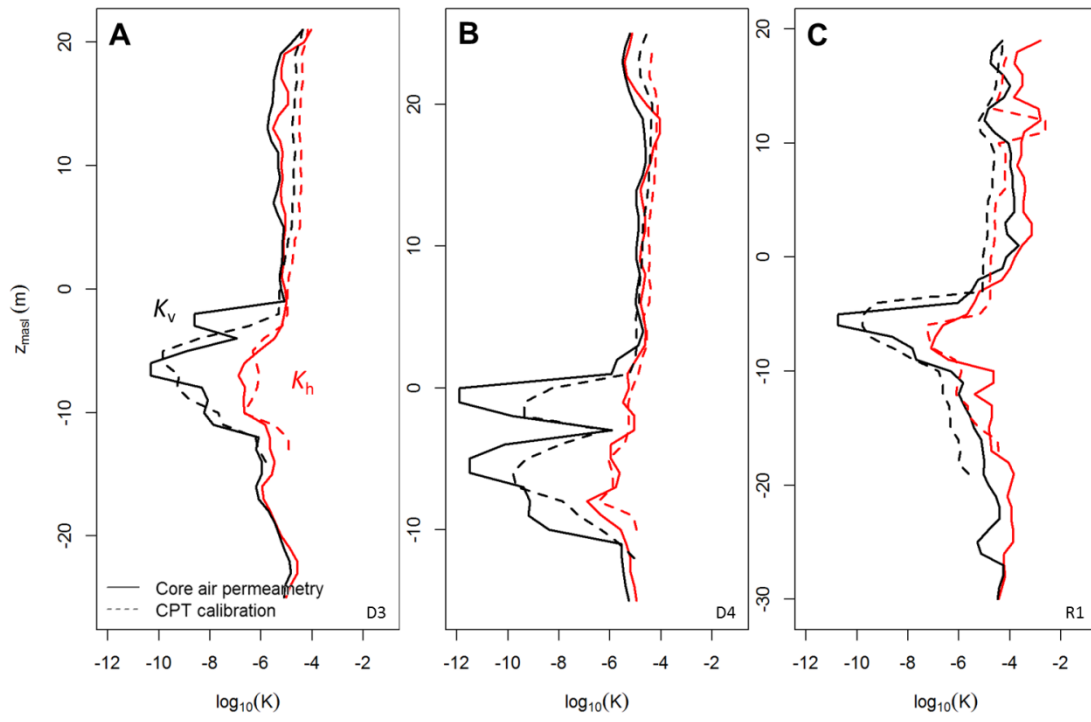 A
B
C
20
10
0
-10
-20
z_masl (m)
K_v
K_h
Core air permeametry
CPT calibration
D3
-12 -10 -8 -6 -4 -2
log₁₀(K)
20
10
0
-10
D4
-12 -10 -8 -6 -4 -2
log₁₀(K)
20
10
0
-10
-20
-30
R1
-12 -10 -8 -6 -4 -2
log₁₀(K)